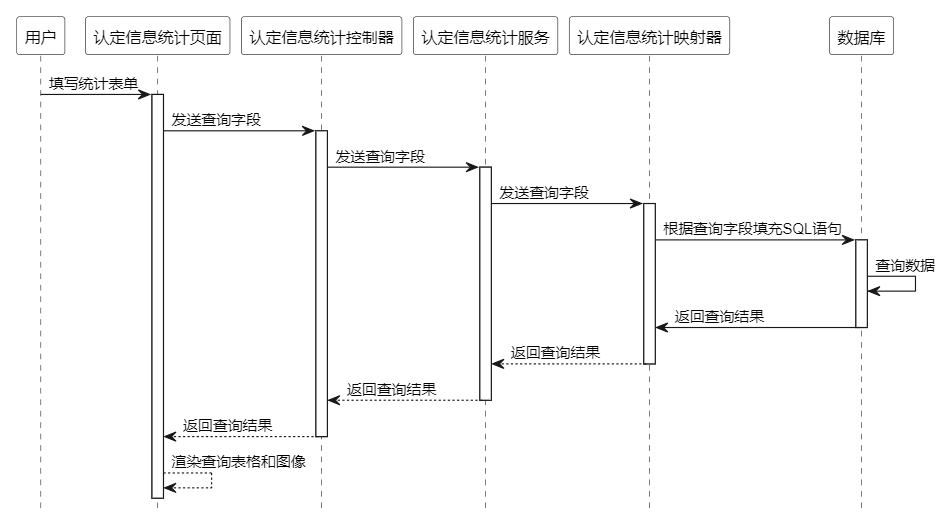 用户
认定信息统计页面
认定信息统计控制器
认定信息统计服务
认定信息统计映射器
数据库
填写统计表单
发送查询字段
发送查询字段
发送查询字段
根据查询字段填充SQL语句
查询数据
返回查询结果
返回查询结果
返回查询结果
返回查询结果
渲染查询表格和图像